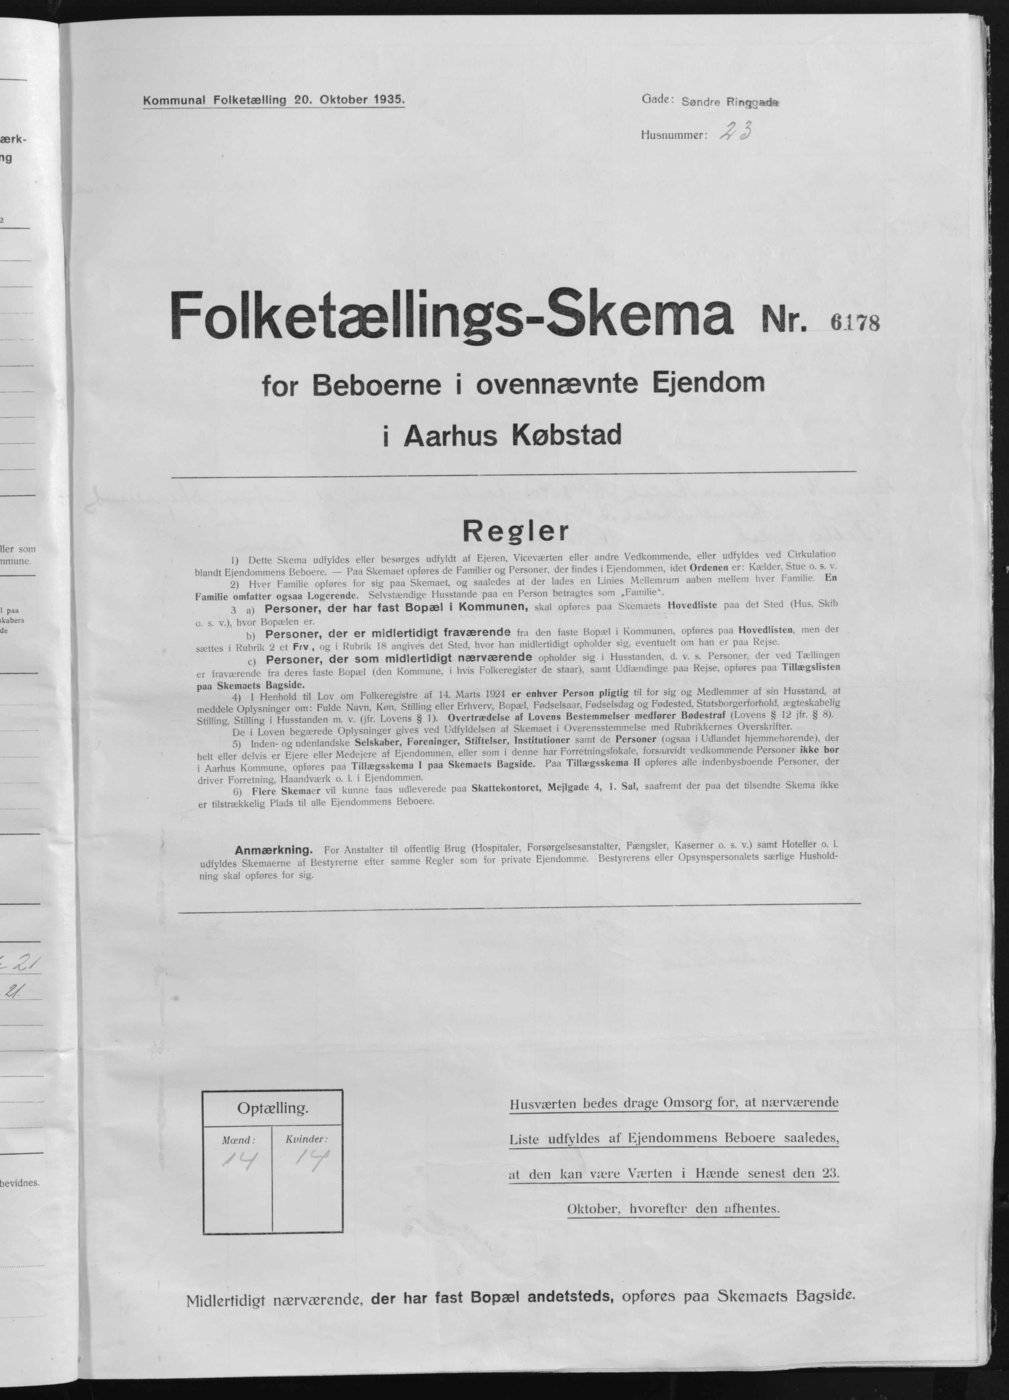 Kommunal Folketælling 20. Oktober 1935.
Gade: Søndre Ringgade
Husnummer: 23
Folketællings-Skema Nr. 6178
for Beboerne i ovennævnte Ejendom
i Aarhus Købstad
Regler
1) Dette Skema udfyldes eller besørges udfyldt af Ejeren, Viceværten eller andre Vedkommende, eller udfyldes ved Cirkulation
blandt Ejendommens Beboere. — Paa Skemaet opføres de Familier og Personer, der findes i Ejendommen, idet Ordenen er: Kælder, Stue o. s. v.
2) Hver Familie opføres for sig paa Skemaet, og saaledes at der lades en Linies Mellemrum aaben mellem hver Familie. En
Familie omfatter ogsaa Logerende. Selvstændige Husstande paa en Person betragtes som „Familie“.
3 a) Personer, der har fast Bopæl i Kommunen, skal opføres paa Skemaets Hovedliste paa det Sted (Hus, Skib
o. s. v.), hvor Bopælen er.
b) Personer, der er midlertidigt fraværende fra den faste Bopæl i Kommunen, opføres paa Hovedlisten, men der
sættes i Rubrik 2 et Frv., og i Rubrik 18 angives det Sted, hvor han midlertidigt opholder sig, eventuelt om han er paa Rejse.
c) Personer, der som midlertidigt nærværende opholder sig i Husstanden, d. v. s. Personer, der ved Tællingen
er fraværende fra deres faste Bopæl (den Kommune, i hvis Folkeregister de staar), samt Udlændinge paa Rejse, opføres paa Tillægslisten
paa Skemaets Bagside.
4) I Henhold til Lov om Folkeregistre af 14. Marts 1924 er enhver Person pligtig til for sig og Medlemmer af sin Husstand, at
meddele Oplysninger om: Fulde Navn, Køn, Stilling eller Erhverv, Bopæl, Fødselsaar, Fødselsdag og Fødested, Statsborgerforhold, ægteskabelig
Stilling, Stilling i Husstanden m. v. (jfr. Lovens § 1). Overtrædelse af Lovens Bestemmelser medfører Bødestraf (Lovens § 12 jfr. § 8).
De i Loven begærede Oplysninger gives ved Udfyldelsen af Skemaet i Overensstemmelse med Rubrikkernes Overskrifter.
5) Inden- og udenlandske Selskaber, Foreninger, Stiftelser, Institutioner samt de Personer (ogsaa i Udlandet hjemmehørende), der
helt eller delvis er Ejere eller Medejere af Ejendommen, eller som i denne har Forretningslokale, forsaavidt vedkommende Personer ikke bor
i Aarhus Kommune, opføres paa Tillægsskema I paa Skemaets Bagside. Paa Tillægsskema II opføres alle indenbysboende Personer, der
driver Forretning, Haandværk o. l. i Ejendommen.
6) Flere Skemaer vil kunne faas udleverede paa Skattekontoret, Mejlgade 4, 1. Sal, saafremt der paa det tilsendte Skema ikke
er tilstrækkelig Plads til alle Ejendommens Beboere.
Anmærkning. For Anstalter til offentlig Brug (Hospitaler, Forsørgelsesanstalter, Fængsler, Kaserner o. s. v.) samt Hoteller o. l.
udfyldes Skemaerne af Bestyrerne efter samme Regler som for private Ejendomme. Bestyrerens eller Opsynspersonalets særlige Hushold-
ning skal opføres for sig.
Optælling.
Mænd: Kvinder:
14 14
Husværten bedes drage Omsorg for, at nærværende
Liste udfyldes af Ejendommens Beboere saaledes,
at den kan være Værten i Hænde senest den 23.
Oktober, hvorefter den afhentes.
Midlertidigt nærværende, der har fast Bopæl andetsteds, opføres paa Skemaets Bagside.